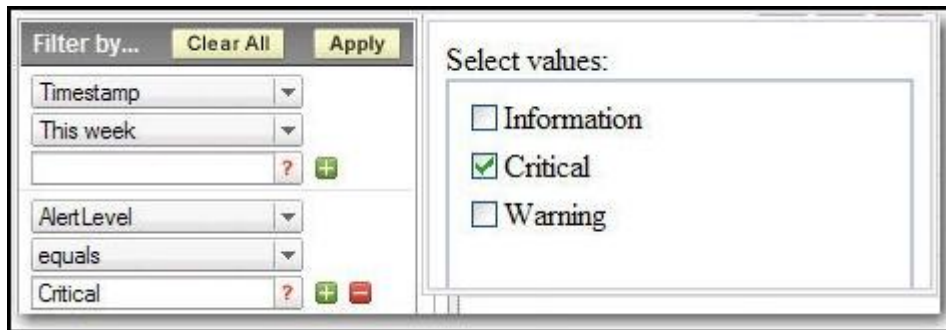 Filter by... Clear All Apply
Timestamp
This week
?
AlertLevel
equals
Critical ?
Select values:
Information
Critical
Warning